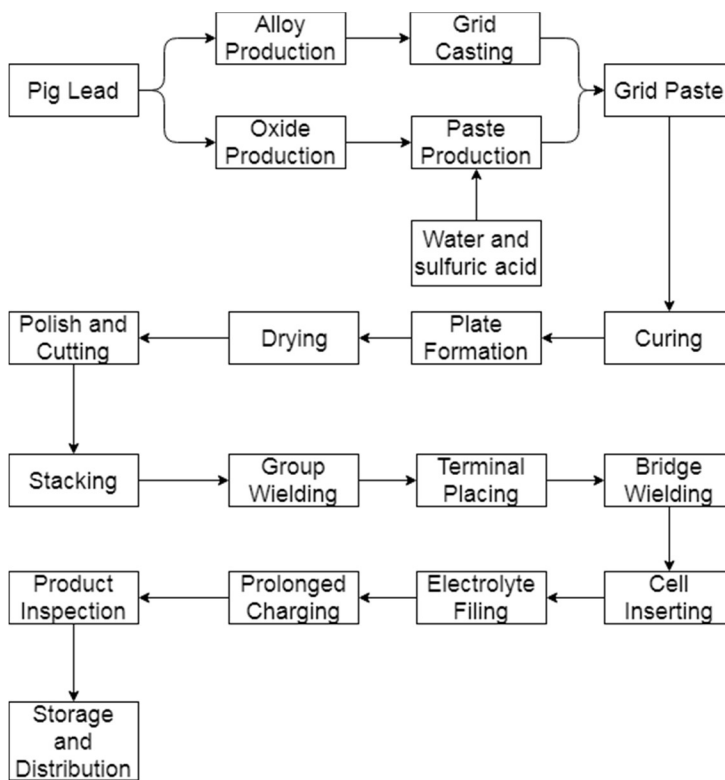 Alloy
Production
Grid
Casting
Pig Lead
Grid Paste
Oxide
Production
Paste
Production
Water and
sulfuric acid
Polish and
Cutting
Drying
Plate
Formation
Curing
Stacking
Group
Wielding
Terminal
Placing
Bridge
Wielding
Product
Inspection
Prolonged
Charging
Electrolyte
Filing
Cell
Inserting
Storage
and
Distribution